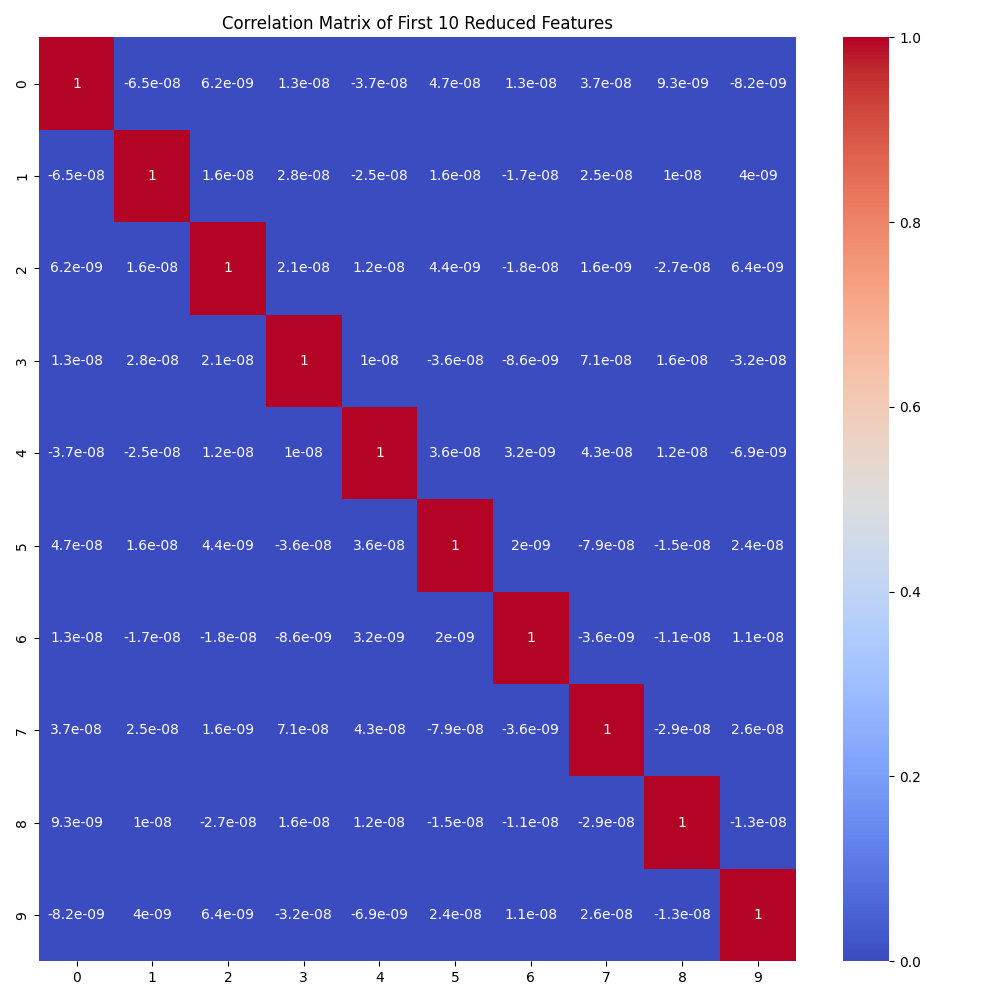 Correlation Matrix of First 10 Reduced Features
0 1 -6.5e-08 6.2e-09 1.3e-08 -3.7e-08 4.7e-08 1.3e-08 3.7e-08 9.3e-09 -8.2e-09
1 -6.5e-08 1 1.6e-08 2.8e-08 -2.5e-08 1.6e-08 -1.7e-08 2.5e-08 1e-08 4e-09
2 6.2e-09 1.6e-08 1 2.1e-08 1.2e-08 4.4e-09 -1.8e-08 1.6e-09 -2.7e-08 6.4e-09
3 1.3e-08 2.8e-08 2.1e-08 1 1e-08 -3.6e-08 -8.6e-09 7.1e-08 1.6e-08 -3.2e-08
4 -3.7e-08 -2.5e-08 1.2e-08 1e-08 1 3.6e-08 3.2e-09 4.3e-08 1.2e-08 -6.9e-09
5 4.7e-08 1.6e-08 4.4e-09 -3.6e-08 3.6e-08 1 2e-09 -7.9e-08 -1.5e-08 2.4e-08
6 1.3e-08 -1.7e-08 -1.8e-08 -8.6e-09 3.2e-09 2e-09 1 -3.6e-09 -1.1e-08 1.1e-08
7 3.7e-08 2.5e-08 1.6e-09 7.1e-08 4.3e-08 -7.9e-08 -3.6e-09 1 -2.9e-08 2.6e-08
8 9.3e-09 1e-08 -2.7e-08 1.6e-08 1.2e-08 -1.5e-08 -1.1e-08 -2.9e-08 1 -1.3e-08
9 -8.2e-09 4e-09 6.4e-09 -3.2e-08 -6.9e-09 2.4e-08 1.1e-08 2.6e-08 -1.3e-08 1
0 1 2 3 4 5 6 7 8 9
1.0
0.8
0.6
0.4
0.2
0.0